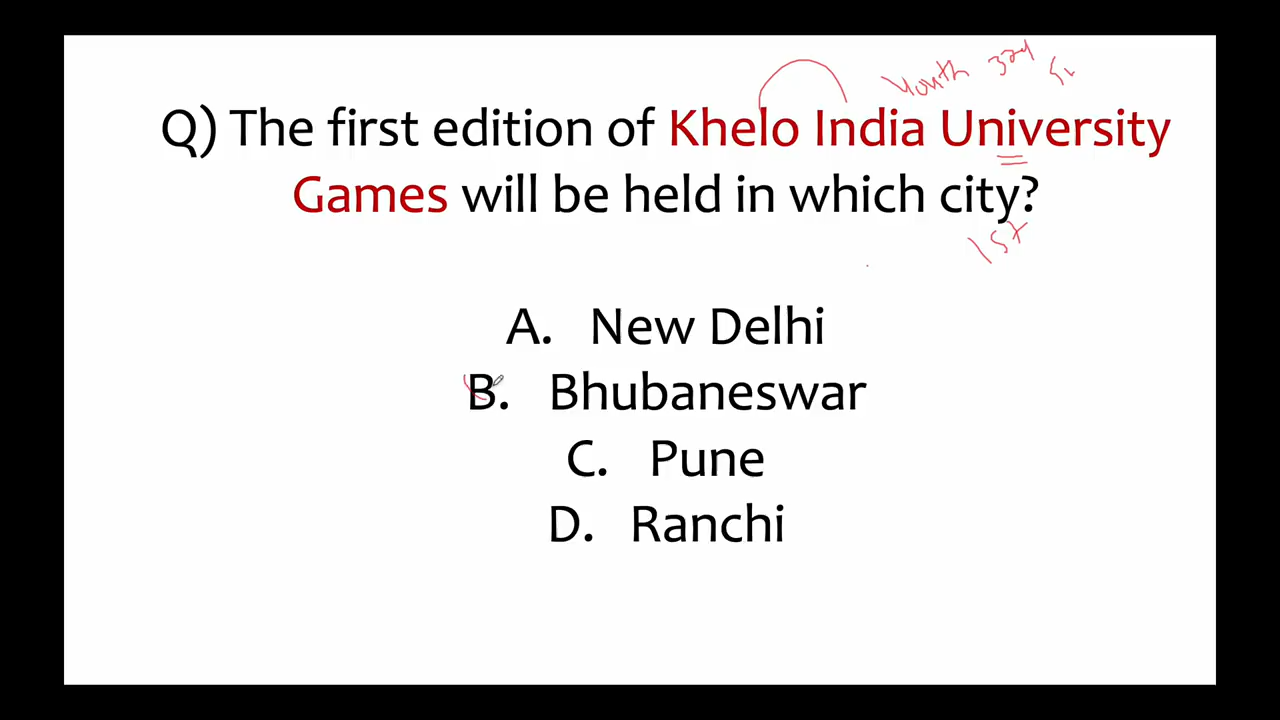 Youth 3rd
Q) The first edition of Khelo India University
Games will be held in which city?
1st
A. New Delhi
B. Bhubaneswar
C. Pune
D. Ranchi